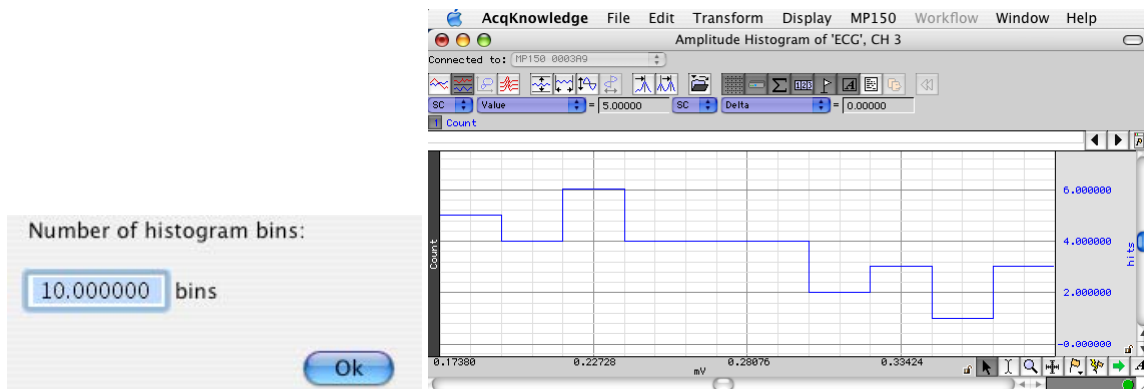 Number of histogram bins:
10.000000 bins
Ok
AcqKnowledge File Edit Transform Display MP150 Workflow Window Help
Amplitude Histogram of 'ECG', CH 3
Connected to: MP150 0003A9
SC Value = 5.00000 SC Delta = 0.00000
1 Count
6.000000
4.000000
2.000000
-0.000000
Count
hits
0.17380 0.22728 0.28076 0.33424
mV